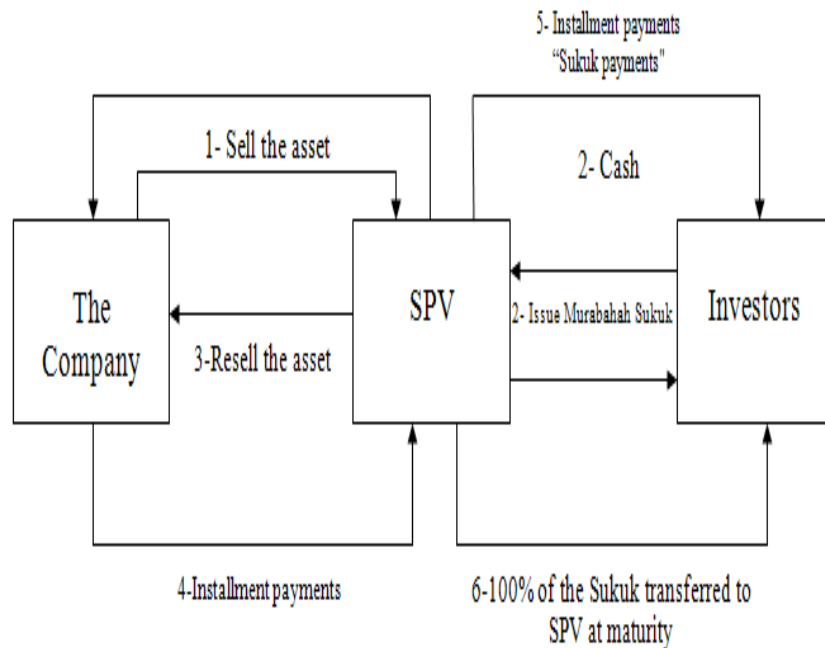 5- Installment payments
“Sukuk payments"
1- Sell the asset
2- Cash
The
Company
SPV
Investors
2- Issue Murabahah Sukuk
3-Resell the asset
4-Installment payments
6-100% of the Sukuk transferred to
SPV at maturity